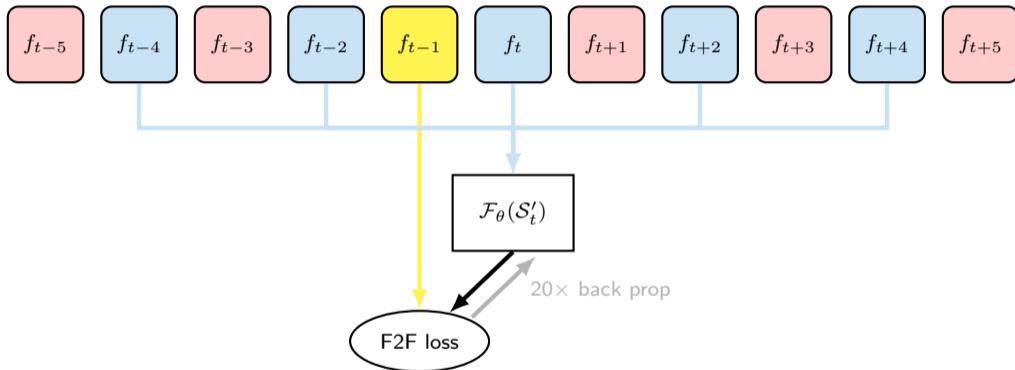 f_{t−5} f_{t−4} f_{t−3} f_{t−2} f_{t−1} f_t f_{t+1} f_{t+2} f_{t+3} f_{t+4} f_{t+5}
ℱ_θ(𝒮′_t)
20× back prop
F2F loss